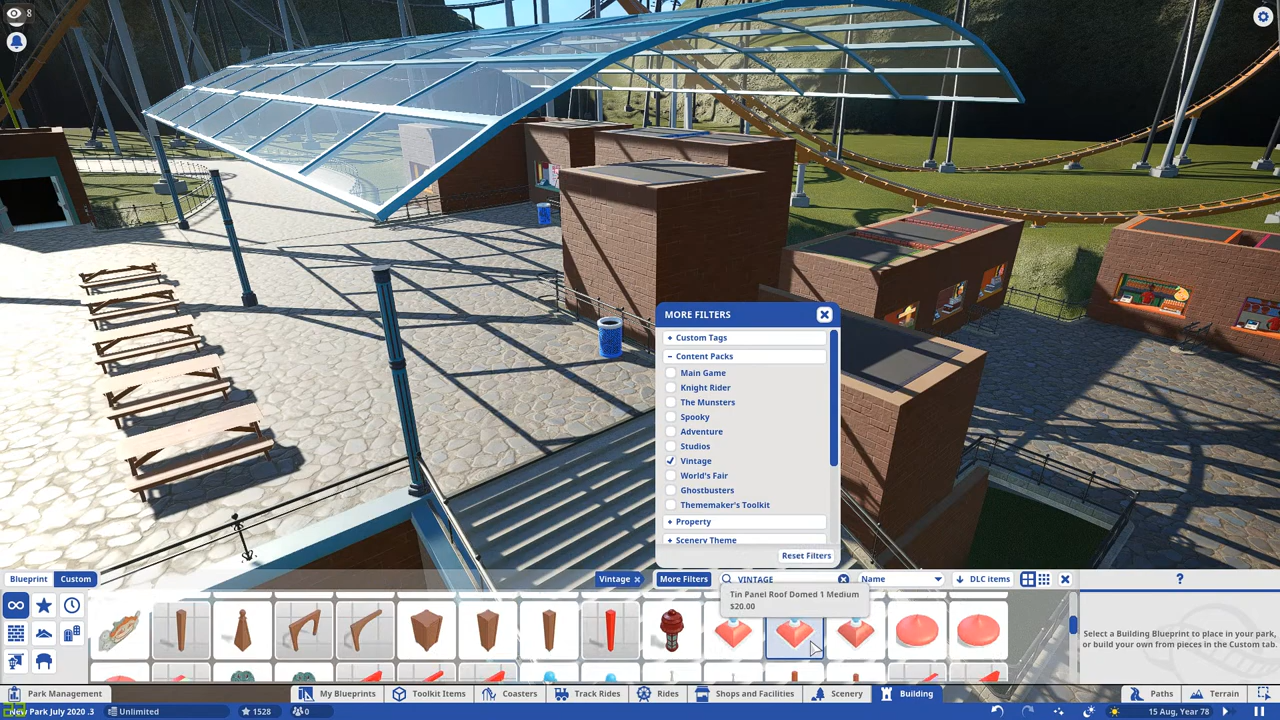 8
MORE FILTERS
+ Custom Tags
– Content Packs
Main Game
Knight Rider
The Munsters
Spooky
Adventure
Studios
Vintage
World's Fair
Ghostbusters
Thememaker's Toolkit
+ Property
+ Scenery Theme
Reset Filters
Blueprint Custom Vintage × More Filters VINTAGE Name DLC items ?
Tin Panel Roof Domed 1 Medium
$20.00
Select a Building Blueprint to place in your park,
or build your own from pieces in the Custom tab.
Park Management My Blueprints Toolkit Items Coasters Track Rides Rides Shops and Facilities Scenery Building Paths Terrain
New Park July 2020 .3 Unlimited 1528 0 15 Aug, Year 78